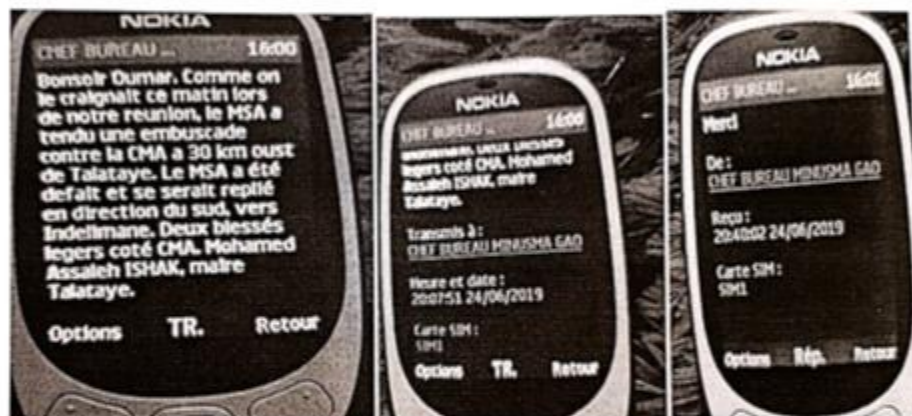 NOKIA
CHEF BUREAU ... 16:00
Bonsoir Oumar. Comme on
le craignait ce matin lors
de notre reunion, le MSA a
tendu une embuscade
contre la CMA a 30 km oust
de Talataye. Le MSA a été
defait et se serait replié
en direction du sud, vers
Indelimane. Deux blessés
legers coté CMA. Mohamed
Assaleh ISHAK, maire
Talataye.
Options TR. Retour
NOKIA
CHEF BUREAU ... 16:00
Indelimane. Deux blessés
legers coté CMA. Mohamed
Assaleh ISHAK, maire
Talataye.
Transmis à :
CHEF BUREAU MINUSMA GAO
Heure et date :
20:07:51 24/06/2019
Carte SIM :
SIM1
Options TR. Retour
NOKIA
CHEF BUREAU ... 16:01
Merci
De :
CHEF BUREAU MINUSMA GAO
Reçu :
20:40:02 24/06/2019
Carte SIM :
SIM1
Options Rép. Retour